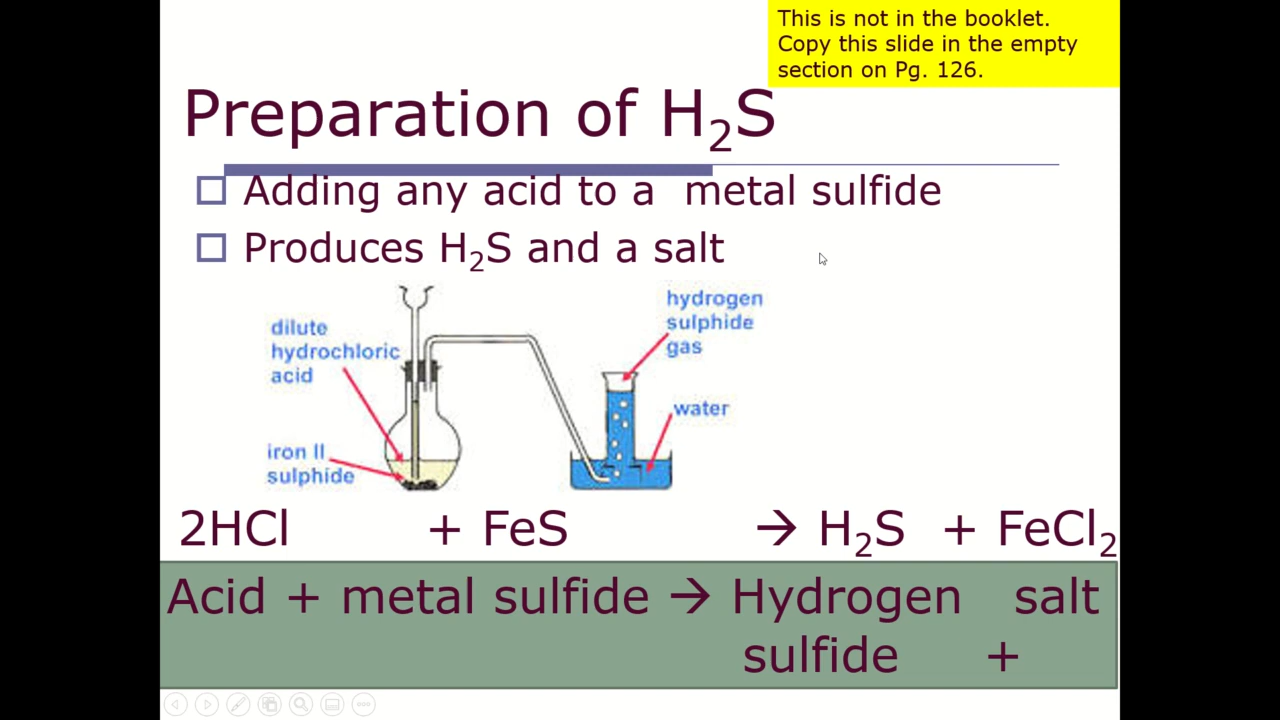 This is not in the booklet.
Copy this slide in the empty
section on Pg. 126.
Preparation of H₂S
Adding any acid to a metal sulfide
Produces H₂S and a salt
hydrogen
sulphide
gas
dilute
hydrochloric
acid
water
iron II
sulphide
2HCl + FeS → H₂S + FeCl₂
Acid + metal sulfide → Hydrogen salt
sulfide +